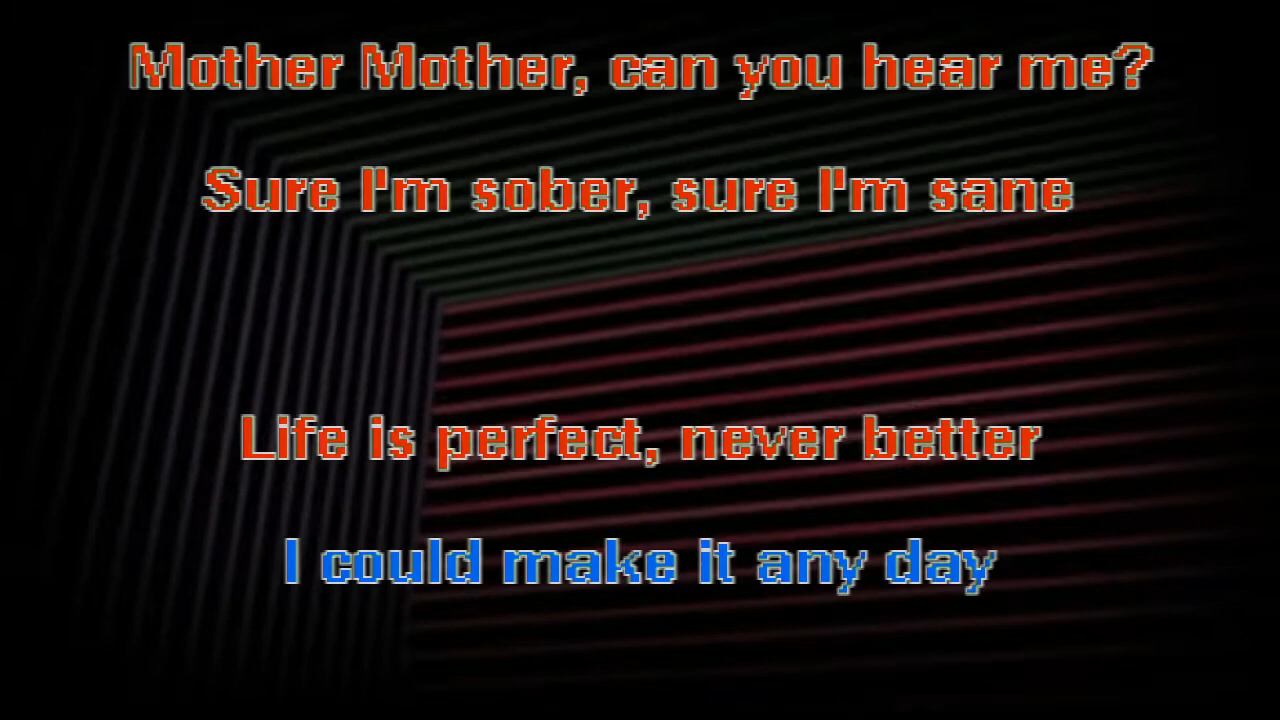 Mother Mother, can you hear me?
Sure I'm sober, sure I'm sane
Life is perfect, never better
I could make it any day